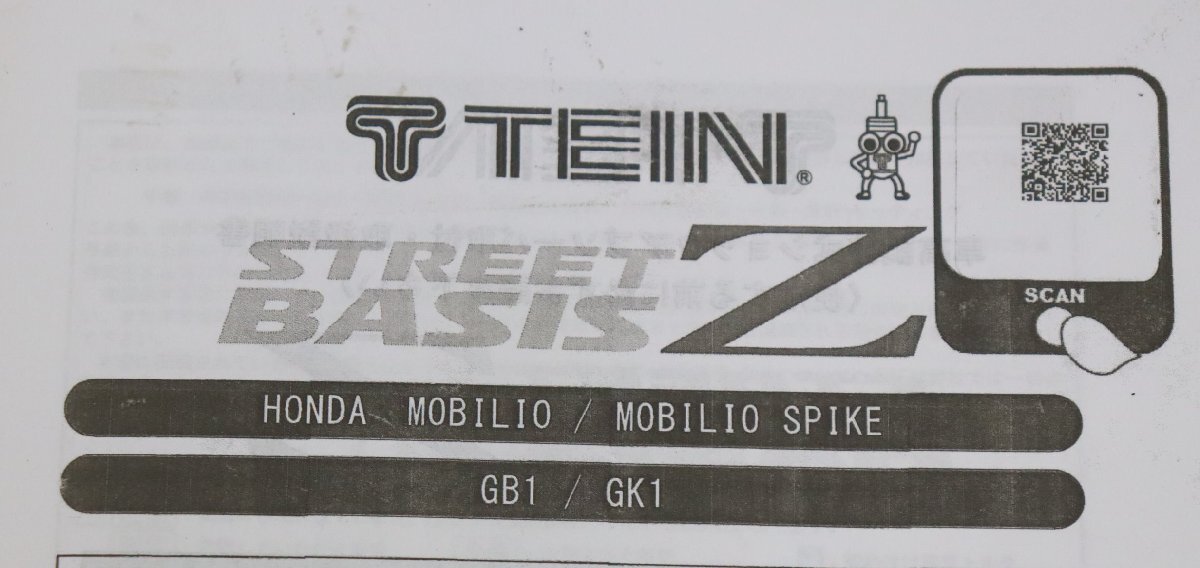 TEIN®
STREET
BASIS Z
SCAN
HONDA MOBILIO / MOBILIO SPIKE
GB1 / GK1